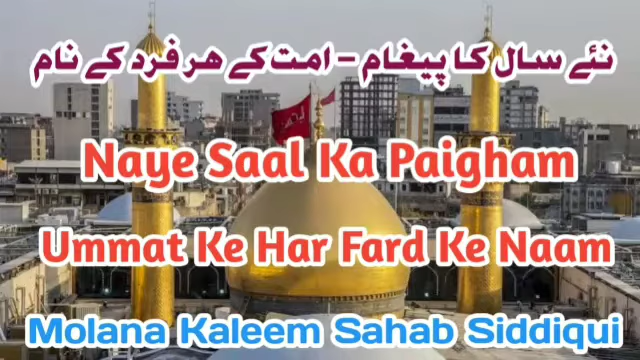 نئے سال کا پیغام - امت کے ھر فرد کے نام
Naye Saal Ka Paigham
Ummat Ke Har Fard Ke Naam
Molana Kaleem Sahab Siddiqui